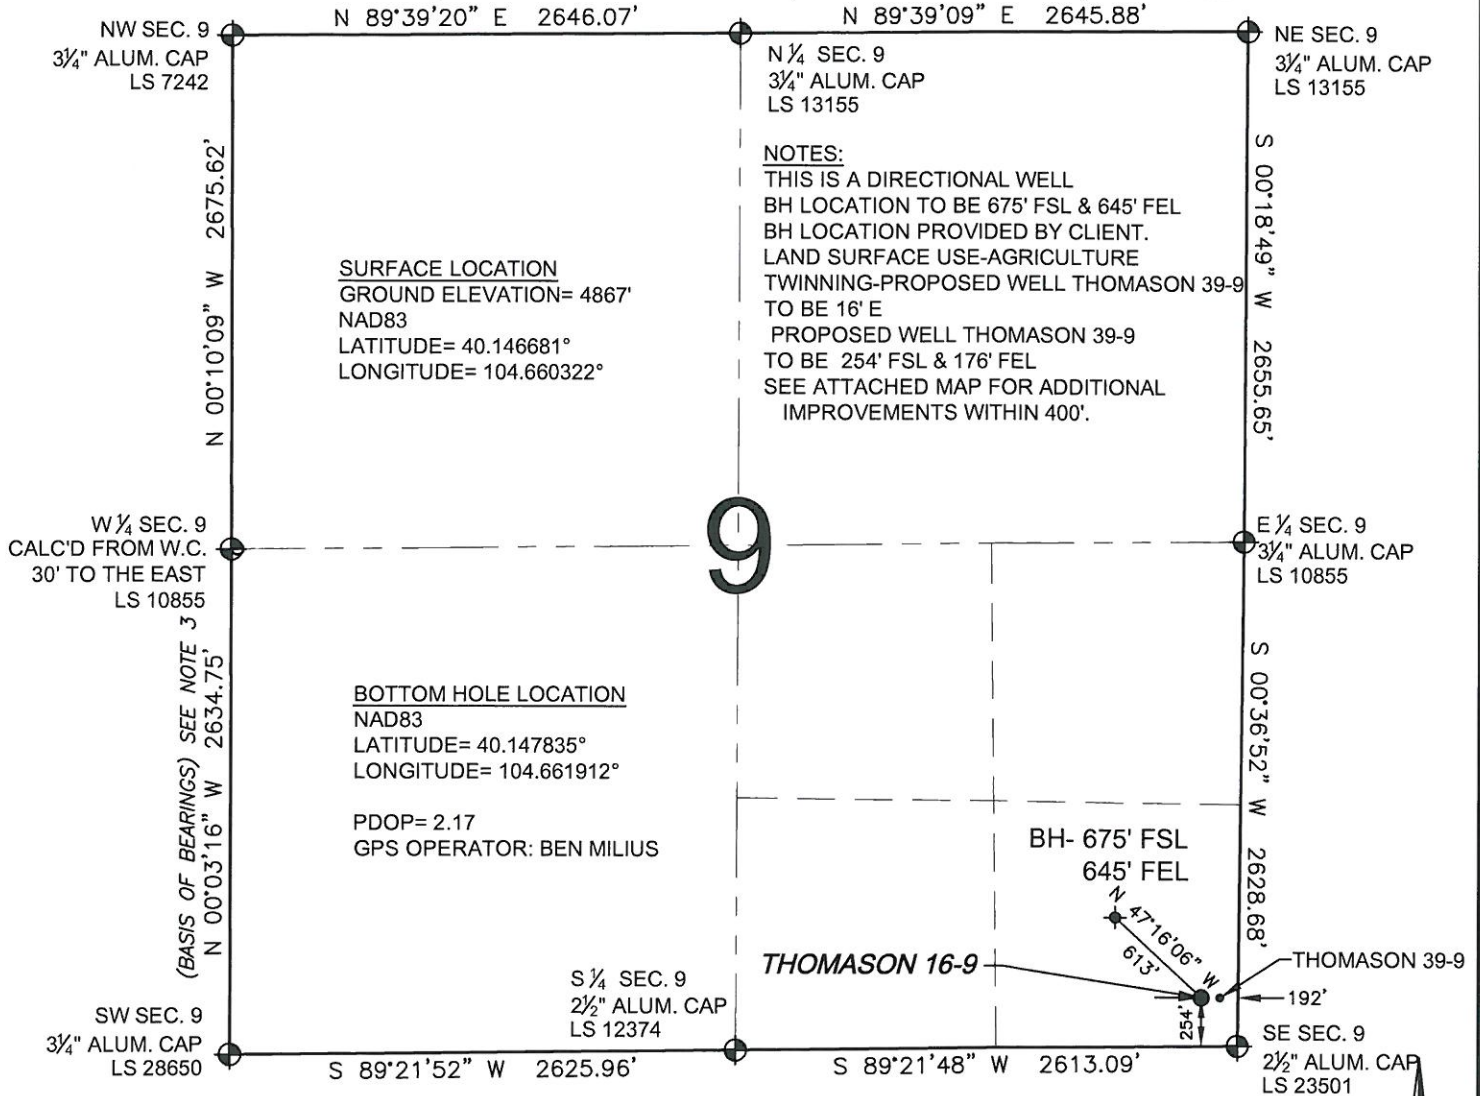 N 89°39'20" E 2646.07'
N 89°39'09" E 2645.88'
NW SEC. 9
3¼" ALUM. CAP
LS 7242
N ¼ SEC. 9
3¼" ALUM. CAP
LS 13155
NE SEC. 9
3¼" ALUM. CAP
LS 13155
N 00°10'09" W 2675.62'
S 00°18'49" W 2655.65'
NOTES:
THIS IS A DIRECTIONAL WELL
BH LOCATION TO BE 675' FSL & 645' FEL
BH LOCATION PROVIDED BY CLIENT.
LAND SURFACE USE-AGRICULTURE
TWINNING-PROPOSED WELL THOMASON 39-9
TO BE 16' E
PROPOSED WELL THOMASON 39-9
TO BE 254' FSL & 176' FEL
SEE ATTACHED MAP FOR ADDITIONAL
IMPROVEMENTS WITHIN 400'.
SURFACE LOCATION
GROUND ELEVATION= 4867'
NAD83
LATITUDE= 40.146681°
LONGITUDE= 104.660322°
9
W ¼ SEC. 9
CALC'D FROM W.C.
30' TO THE EAST
LS 10855
E ¼ SEC. 9
3¼" ALUM. CAP
LS 10855
(BASIS OF BEARINGS) SEE NOTE 3
N 00°03'16" W 2634.75'
S 00°36'52" W 2628.68'
BOTTOM HOLE LOCATION
NAD83
LATITUDE= 40.147835°
LONGITUDE= 104.661912°
PDOP= 2.17
GPS OPERATOR: BEN MILIUS
BH- 675' FSL
645' FEL
N 47°16'06" W
613'
THOMASON 16-9
THOMASON 39-9
192'
254'
S ¼ SEC. 9
2½" ALUM. CAP
LS 12374
SW SEC. 9
3¼" ALUM. CAP
LS 28650
SE SEC. 9
2½" ALUM. CAP
LS 23501
S 89°21'52" W 2625.96'
S 89°21'48" W 2613.09'